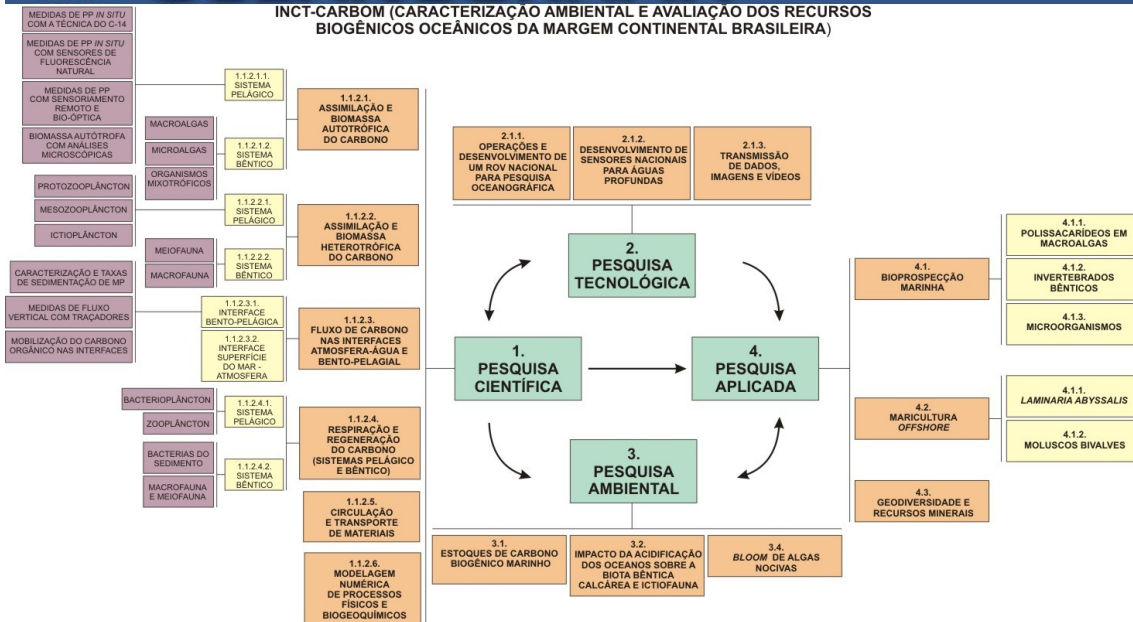 INCT-CARBOM (CARACTERIZAÇÃO AMBIENTAL E AVALIAÇÃO DOS RECURSOS
BIOGÊNICOS OCEÂNICOS DA MARGEM CONTINENTAL BRASILEIRA)
MEDIDAS DE PP IN SITU
COM A TÉCNICA DO C-14
MEDIDAS DE PP IN SITU
COM SENSORES DE
FLUORESCÊNCIA
NATURAL
MEDIDAS DE PP
COM SENSORIAMENTO
REMOTO E
BIO-ÓPTICA
BIOMASSA AUTÓTROFA
COM ANÁLISES
MICROSCÓPICAS
1.1.2.1.1.
SISTEMA
PELÁGICO
MACROALGAS
MICROALGAS
ORGANISMOS
MIXOTRÓFICOS
1.1.2.1.2.
SISTEMA
BÊNTICO
1.1.2.1.
ASSIMILAÇÃO E
BIOMASSA
AUTOTRÓFICA
DO CARBONO
PROTOZOOPLÂNCTON
MESOZOOPLÂNCTON
ICTIOPLÂNCTON
1.1.2.2.1.
SISTEMA
PELÁGICO
MEIOFAUNA
MACROFAUNA
1.1.2.2.2.
SISTEMA
BÊNTICO
1.1.2.2.
ASSIMILAÇÃO E
BIOMASSA
HETEROTRÓFICA
DO CARBONO
CARACTERIZAÇÃO E TAXAS
DE SEDIMENTAÇÃO DE MP
MEDIDAS DE FLUXO
VERTICAL COM TRAÇADORES
MOBILIZAÇÃO DO CARBONO
ORGÂNICO NAS INTERFACES
1.1.2.3.1.
INTERFACE
BENTO-PELÁGICA
1.1.2.3.2.
INTERFACE
SUPERFÍCIE
DO MAR -
ATMOSFERA
1.1.2.3.
FLUXO DE CARBONO
NAS INTERFACES
ATMOSFERA-ÁGUA E
BENTO-PELAGIAL
BACTERIOPLÂNCTON
ZOOPLÂNCTON
1.1.2.4.1.
SISTEMA
PELÁGICO
BACTERIAS DO
SEDIMENTO
MACROFAUNA
E MEIOFAUNA
1.1.2.4.2.
SISTEMA
BÊNTICO
1.1.2.4.
RESPIRAÇÃO E
REGENERAÇÃO
DO CARBONO
(SISTEMAS PELÁGICO
E BÊNTICO)
1.1.2.5.
CIRCULAÇÃO
E TRANSPORTE
DE MATERIAIS
1.1.2.6.
MODELAGEM
NUMÉRICA
DE PROCESSOS
FÍSICOS E
BIOGEOQUÍMICOS
2.1.1.
OPERAÇÕES E
DESENVOLVIMENTO DE
UM ROV NACIONAL
PARA PESQUISA
OCEANOGRÁFICA
2.1.2.
DESENVOLVIMENTO DE
SENSORES NACIONAIS
PARA ÁGUAS
PROFUNDAS
2.1.3.
TRANSMISSÃO
DE DADOS,
IMAGENS E VÍDEOS
2.
PESQUISA
TECNOLÓGICA
1.
PESQUISA
CIENTÍFICA
4.
PESQUISA
APLICADA
3.
PESQUISA
AMBIENTAL
3.1.
ESTOQUES DE CARBONO
BIOGÊNICO MARINHO
3.2.
IMPACTO DA ACIDIFICAÇÃO
DOS OCEANOS SOBRE A
BIOTA BÊNTICA
CALCÁREA E ICTIOFAUNA
3.4.
BLOOM DE ALGAS
NOCIVAS
4.1.
BIOPROSPECÇÃO
MARINHA
4.1.1.
POLISSACARÍDEOS EM
MACROALGAS
4.1.2.
INVERTEBRADOS
BÊNTICOS
4.1.3.
MICROORGANISMOS
4.2.
MARICULTURA
OFFSHORE
4.1.1.
LAMINARIA ABYSSALIS
4.1.2.
MOLUSCOS BIVALVES
4.3.
GEODIVERSIDADE E
RECURSOS MINERAIS